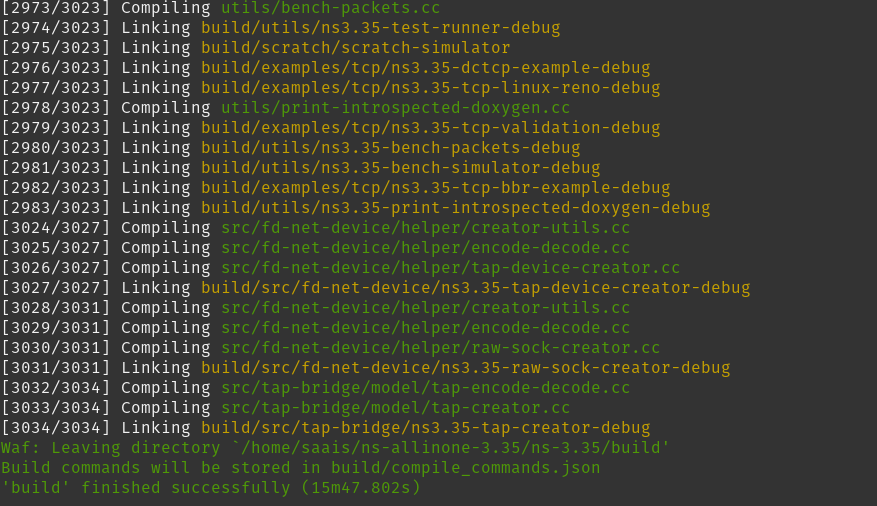 [2973/3023] Compiling utils/bench-packets.cc
[2974/3023] Linking build/utils/ns3.35-test-runner-debug
[2975/3023] Linking build/scratch/scratch-simulator
[2976/3023] Linking build/examples/tcp/ns3.35-dctcp-example-debug
[2977/3023] Linking build/examples/tcp/ns3.35-tcp-linux-reno-debug
[2978/3023] Compiling utils/print-introspected-doxygen.cc
[2979/3023] Linking build/examples/tcp/ns3.35-tcp-validation-debug
[2980/3023] Linking build/utils/ns3.35-bench-packets-debug
[2981/3023] Linking build/utils/ns3.35-bench-simulator-debug
[2982/3023] Linking build/examples/tcp/ns3.35-tcp-bbr-example-debug
[2983/3023] Linking build/utils/ns3.35-print-introspected-doxygen-debug
[3024/3027] Compiling src/fd-net-device/helper/creator-utils.cc
[3025/3027] Compiling src/fd-net-device/helper/encode-decode.cc
[3026/3027] Compiling src/fd-net-device/helper/tap-device-creator.cc
[3027/3027] Linking build/src/fd-net-device/ns3.35-tap-device-creator-debug
[3028/3031] Compiling src/fd-net-device/helper/creator-utils.cc
[3029/3031] Compiling src/fd-net-device/helper/encode-decode.cc
[3030/3031] Compiling src/fd-net-device/helper/raw-sock-creator.cc
[3031/3031] Linking build/src/fd-net-device/ns3.35-raw-sock-creator-debug
[3032/3034] Compiling src/tap-bridge/model/tap-encode-decode.cc
[3033/3034] Compiling src/tap-bridge/model/tap-creator.cc
[3034/3034] Linking build/src/tap-bridge/ns3.35-tap-creator-debug
Waf: Leaving directory `/home/saais/ns-allinone-3.35/ns-3.35/build'
Build commands will be stored in build/compile_commands.json
'build' finished successfully (15m47.802s)